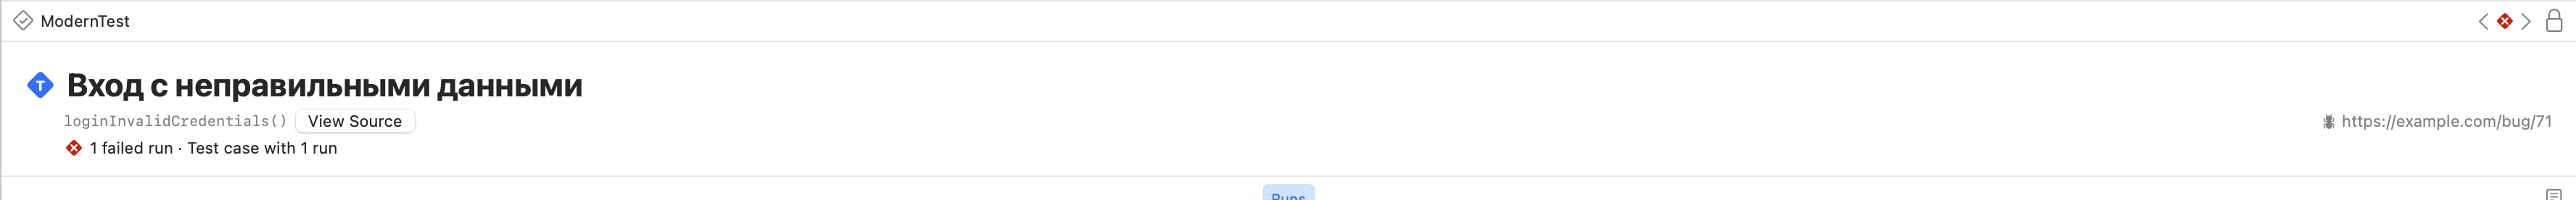 ModernTest
Вход с неправильными данными
loginInvalidCredentials() View Source
https://example.com/bug/71
1 failed run · Test case with 1 run
Runs